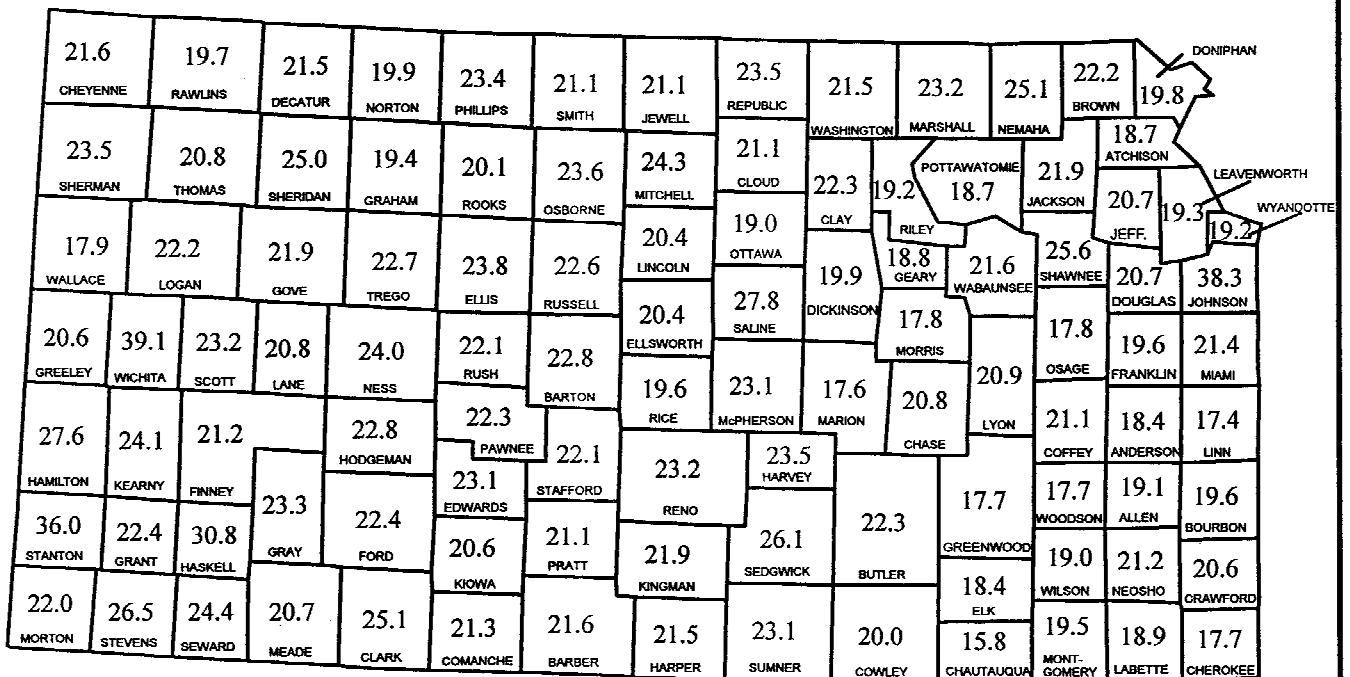 21.6
CHEYENNE
19.7
RAWLINS
21.5
DECATUR
19.9
NORTON
23.4
PHILLIPS
21.1
SMITH
21.1
JEWELL
23.5
REPUBLIC
21.5
WASHINGTON
23.2
MARSHALL
25.1
NEMAHA
22.2
BROWN
DONIPHAN
19.8
18.7
ATCHISON
23.5
SHERMAN
20.8
THOMAS
25.0
SHERIDAN
19.4
GRAHAM
20.1
ROOKS
23.6
OSBORNE
24.3
MITCHELL
21.1
CLOUD
22.3
CLAY
19.2
RILEY
POTTAWATOMIE
18.7
21.9
JACKSON
20.7
JEFF.
LEAVENWORTH
19.3
WYANDOTTE
19.2
17.9
WALLACE
22.2
LOGAN
21.9
GOVE
22.7
TREGO
23.8
ELLIS
22.6
RUSSELL
20.4
LINCOLN
19.0
OTTAWA
19.9
DICKINSON
18.8
GEARY
21.6
WABAUNSEE
25.6
SHAWNEE
20.7
DOUGLAS
38.3
JOHNSON
20.6
GREELEY
39.1
WICHITA
23.2
SCOTT
20.8
LANE
24.0
NESS
22.1
RUSH
22.8
BARTON
20.4
ELLSWORTH
27.8
SALINE
17.8
MORRIS
20.9
LYON
17.8
OSAGE
19.6
FRANKLIN
21.4
MIAMI
19.6
RICE
23.1
McPHERSON
17.6
MARION
20.8
CHASE
21.1
COFFEY
18.4
ANDERSON
17.4
LINN
27.6
HAMILTON
24.1
KEARNY
21.2
FINNEY
22.8
HODGEMAN
22.3
PAWNEE
22.1
STAFFORD
23.2
RENO
23.5
HARVEY
23.3
GRAY
22.4
FORD
23.1
EDWARDS
22.3
BUTLER
17.7
GREENWOOD
17.7
WOODSON
19.1
ALLEN
19.6
BOURBON
36.0
STANTON
22.4
GRANT
30.8
HASKELL
20.6
KIOWA
21.1
PRATT
21.9
KINGMAN
26.1
SEDGWICK
18.4
ELK
19.0
WILSON
21.2
NEOSHO
20.6
CRAWFORD
22.0
MORTON
26.5
STEVENS
24.4
SEWARD
20.7
MEADE
25.1
CLARK
21.3
COMANCHE
21.6
BARBER
21.5
HARPER
23.1
SUMNER
20.0
COWLEY
15.8
CHAUTAUQUA
19.5
MONT-
GOMERY
18.9
LABETTE
17.7
CHEROKEE